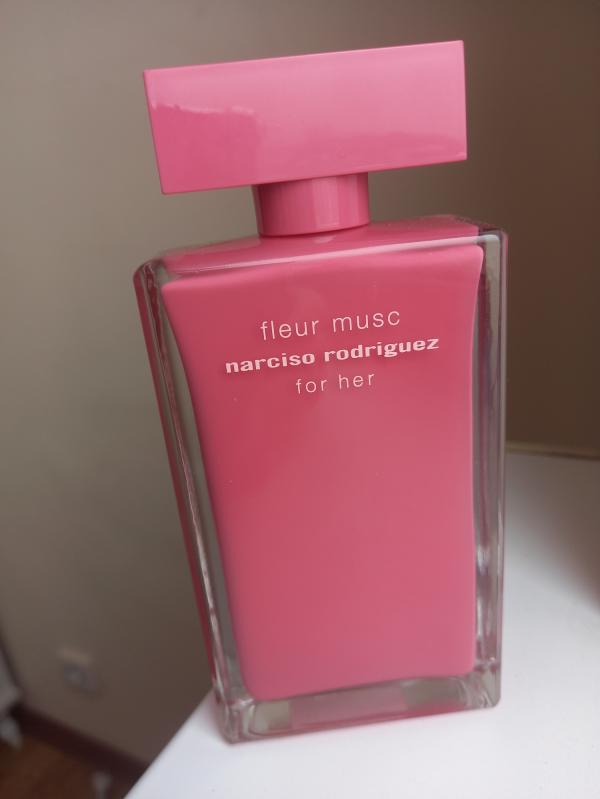 fleur musc
narciso rodriguez
for her